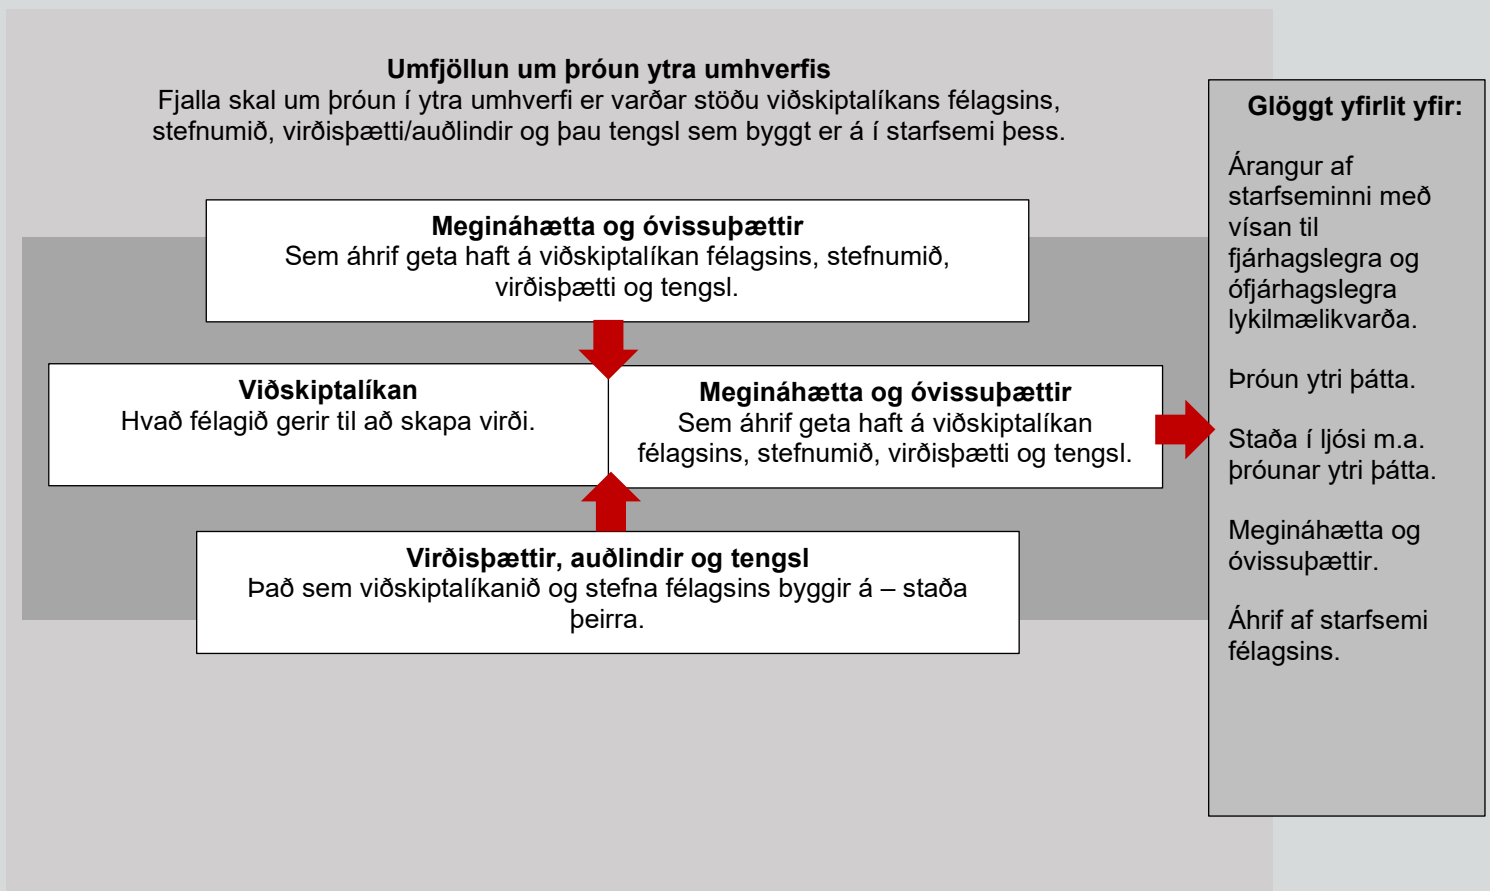 Umfjöllun um þróun ytra umhverfis
Fjalla skal um þróun í ytra umhverfi er varðar stöðu viðskiptalíkans félagsins,
stefnumið, virðisþætti/auðlindir og þau tengsl sem byggt er á í starfsemi þess.
Megináhætta og óvissuþættir
Sem áhrif geta haft á viðskiptalíkan félagsins, stefnumið,
virðisþætti og tengsl.
Viðskiptalíkan
Hvað félagið gerir til að skapa virði.
Megináhætta og óvissuþættir
Sem áhrif geta haft á viðskiptalíkan
félagsins, stefnumið, virðisþætti og tengsl.
Virðisþættir, auðlindir og tengsl
Það sem viðskiptalíkanið og stefna félagsins byggir á – staða
þeirra.
Glöggt yfirlit yfir:
Árangur af
starfseminni með
vísan til
fjárhagslegra og
ófjárhagslegra
lykilmælikvarða.
Þróun ytri þátta.
Staða í ljósi m.a.
þróunar ytri þátta.
Megináhætta og
óvissuþættir.
Áhrif af starfsemi
félagsins.